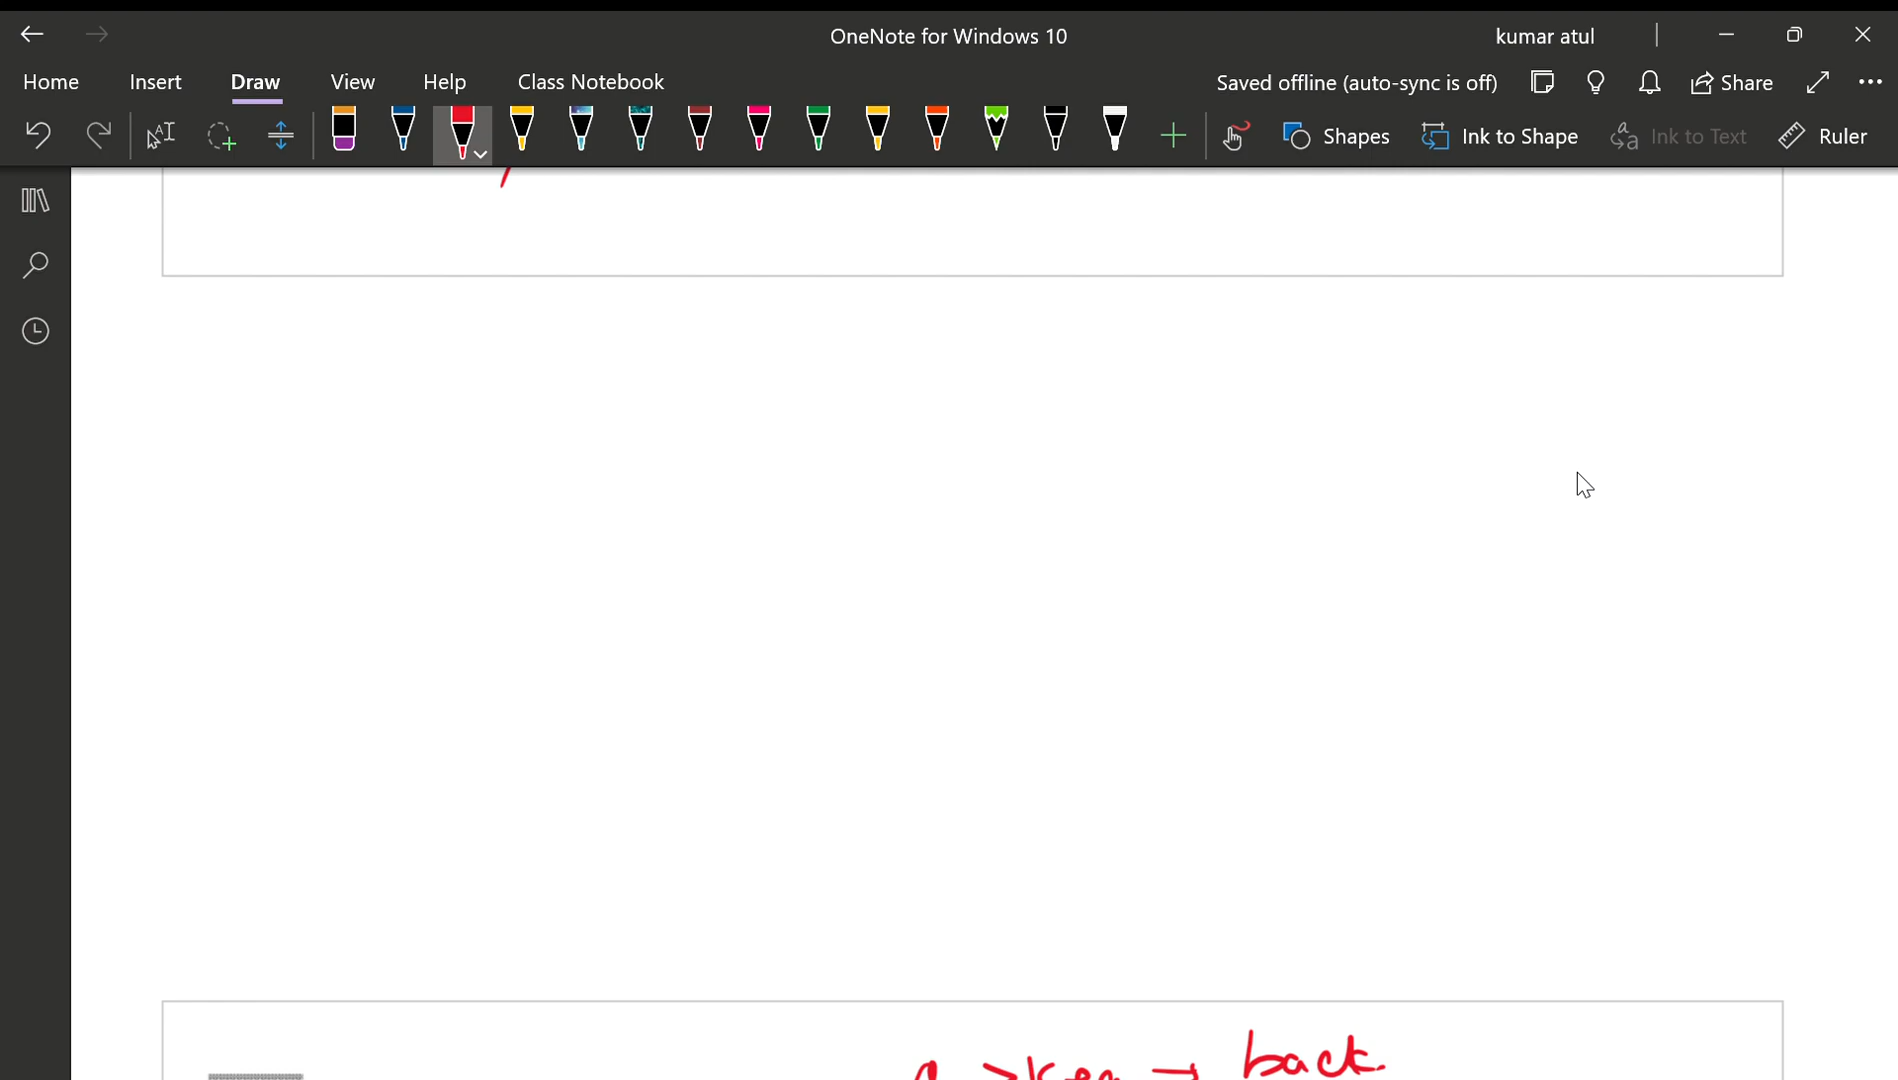 OneNote for Windows 10
kumar atul
Home Insert Draw View Help Class Notebook
Saved offline (auto-sync is off) Share
Shapes Ink to Shape Ink to Text Ruler
back.